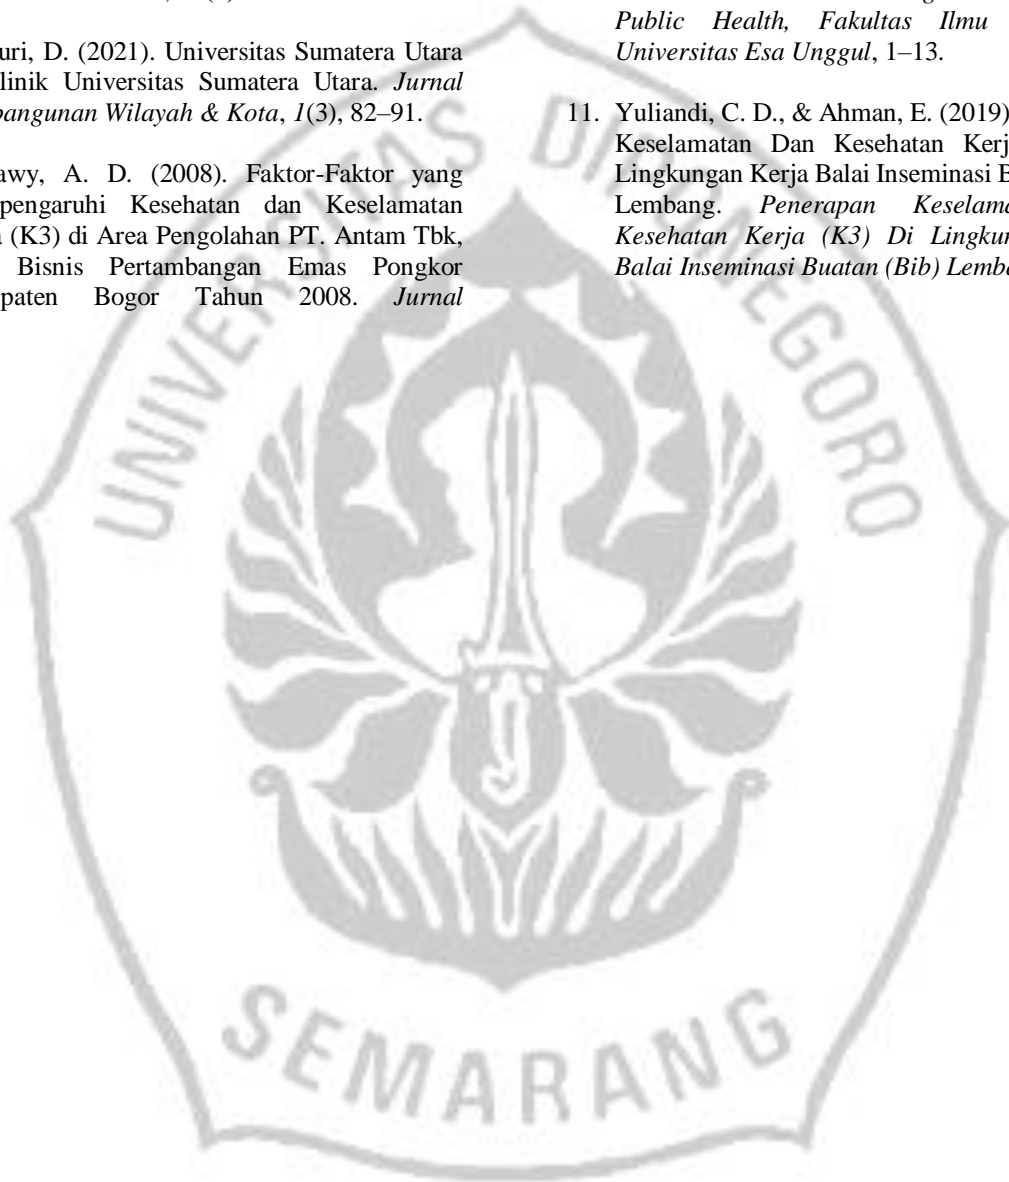 uri, D. (2021). Universitas Sumatera Utara
linik Universitas Sumatera Utara. Jurnal
bangunan Wilayah & Kota, 1(3), 82–91.
awy, A. D. (2008). Faktor-Faktor yang
pengaruhi Kesehatan dan Keselamatan
(K3) di Area Pengolahan PT. Antam Tbk,
Bisnis Pertambangan Emas Pongkor
paten Bogor Tahun 2008. Jurnal
Public Health, Fakultas Ilmu
Universitas Esa Unggul, 1–13.
11. Yuliandi, C. D., & Ahman, E. (2019)
Keselamatan Dan Kesehatan Kerj
Lingkungan Kerja Balai Inseminasi B
Lembang. Penerapan Keselama
Kesehatan Kerja (K3) Di Lingkun
Balai Inseminasi Buatan (Bib) Lemba
UNIVERSITAS DIPONEGORO
SEMARANG